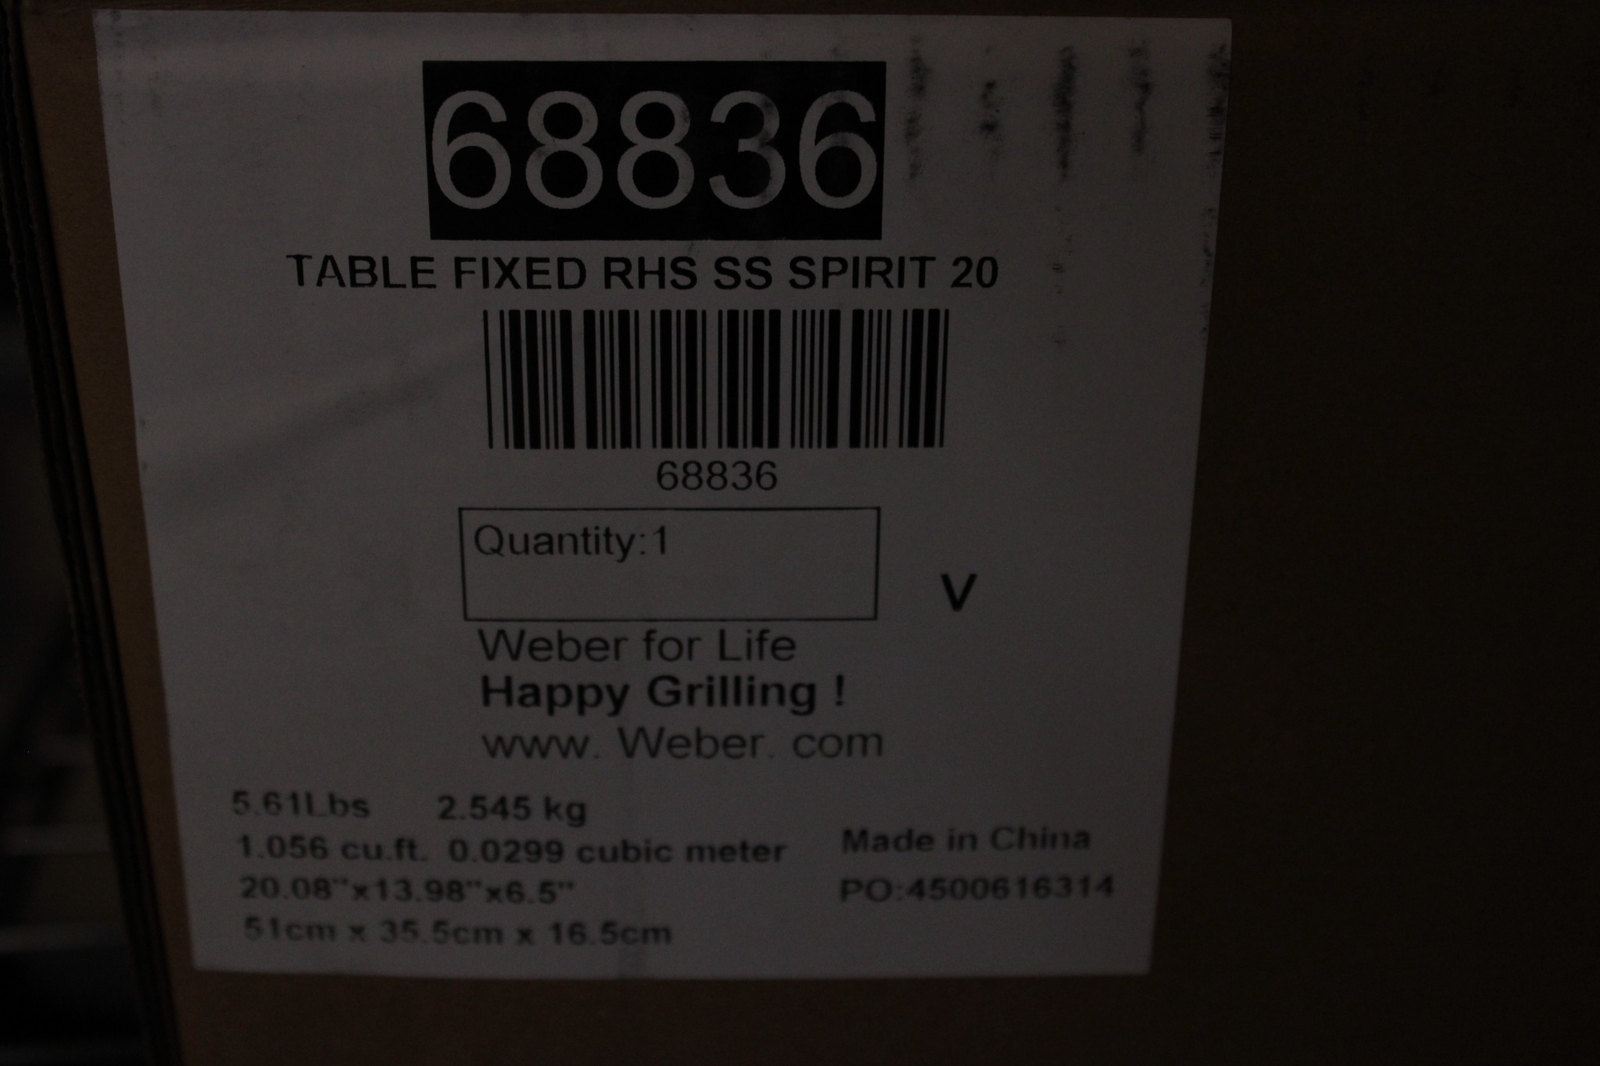 68836
TABLE FIXED RHS SS SPIRIT 20
68836
Quantity:1
V
Weber for Life
Happy Grilling !
www. Weber. com
5.61Lbs 2.545 kg
1.056 cu.ft. 0.0299 cubic meter
20.08"x13.98"x6.5"
51cm x 35.5cm x 16.5cm
Made in China
PO:4500616314